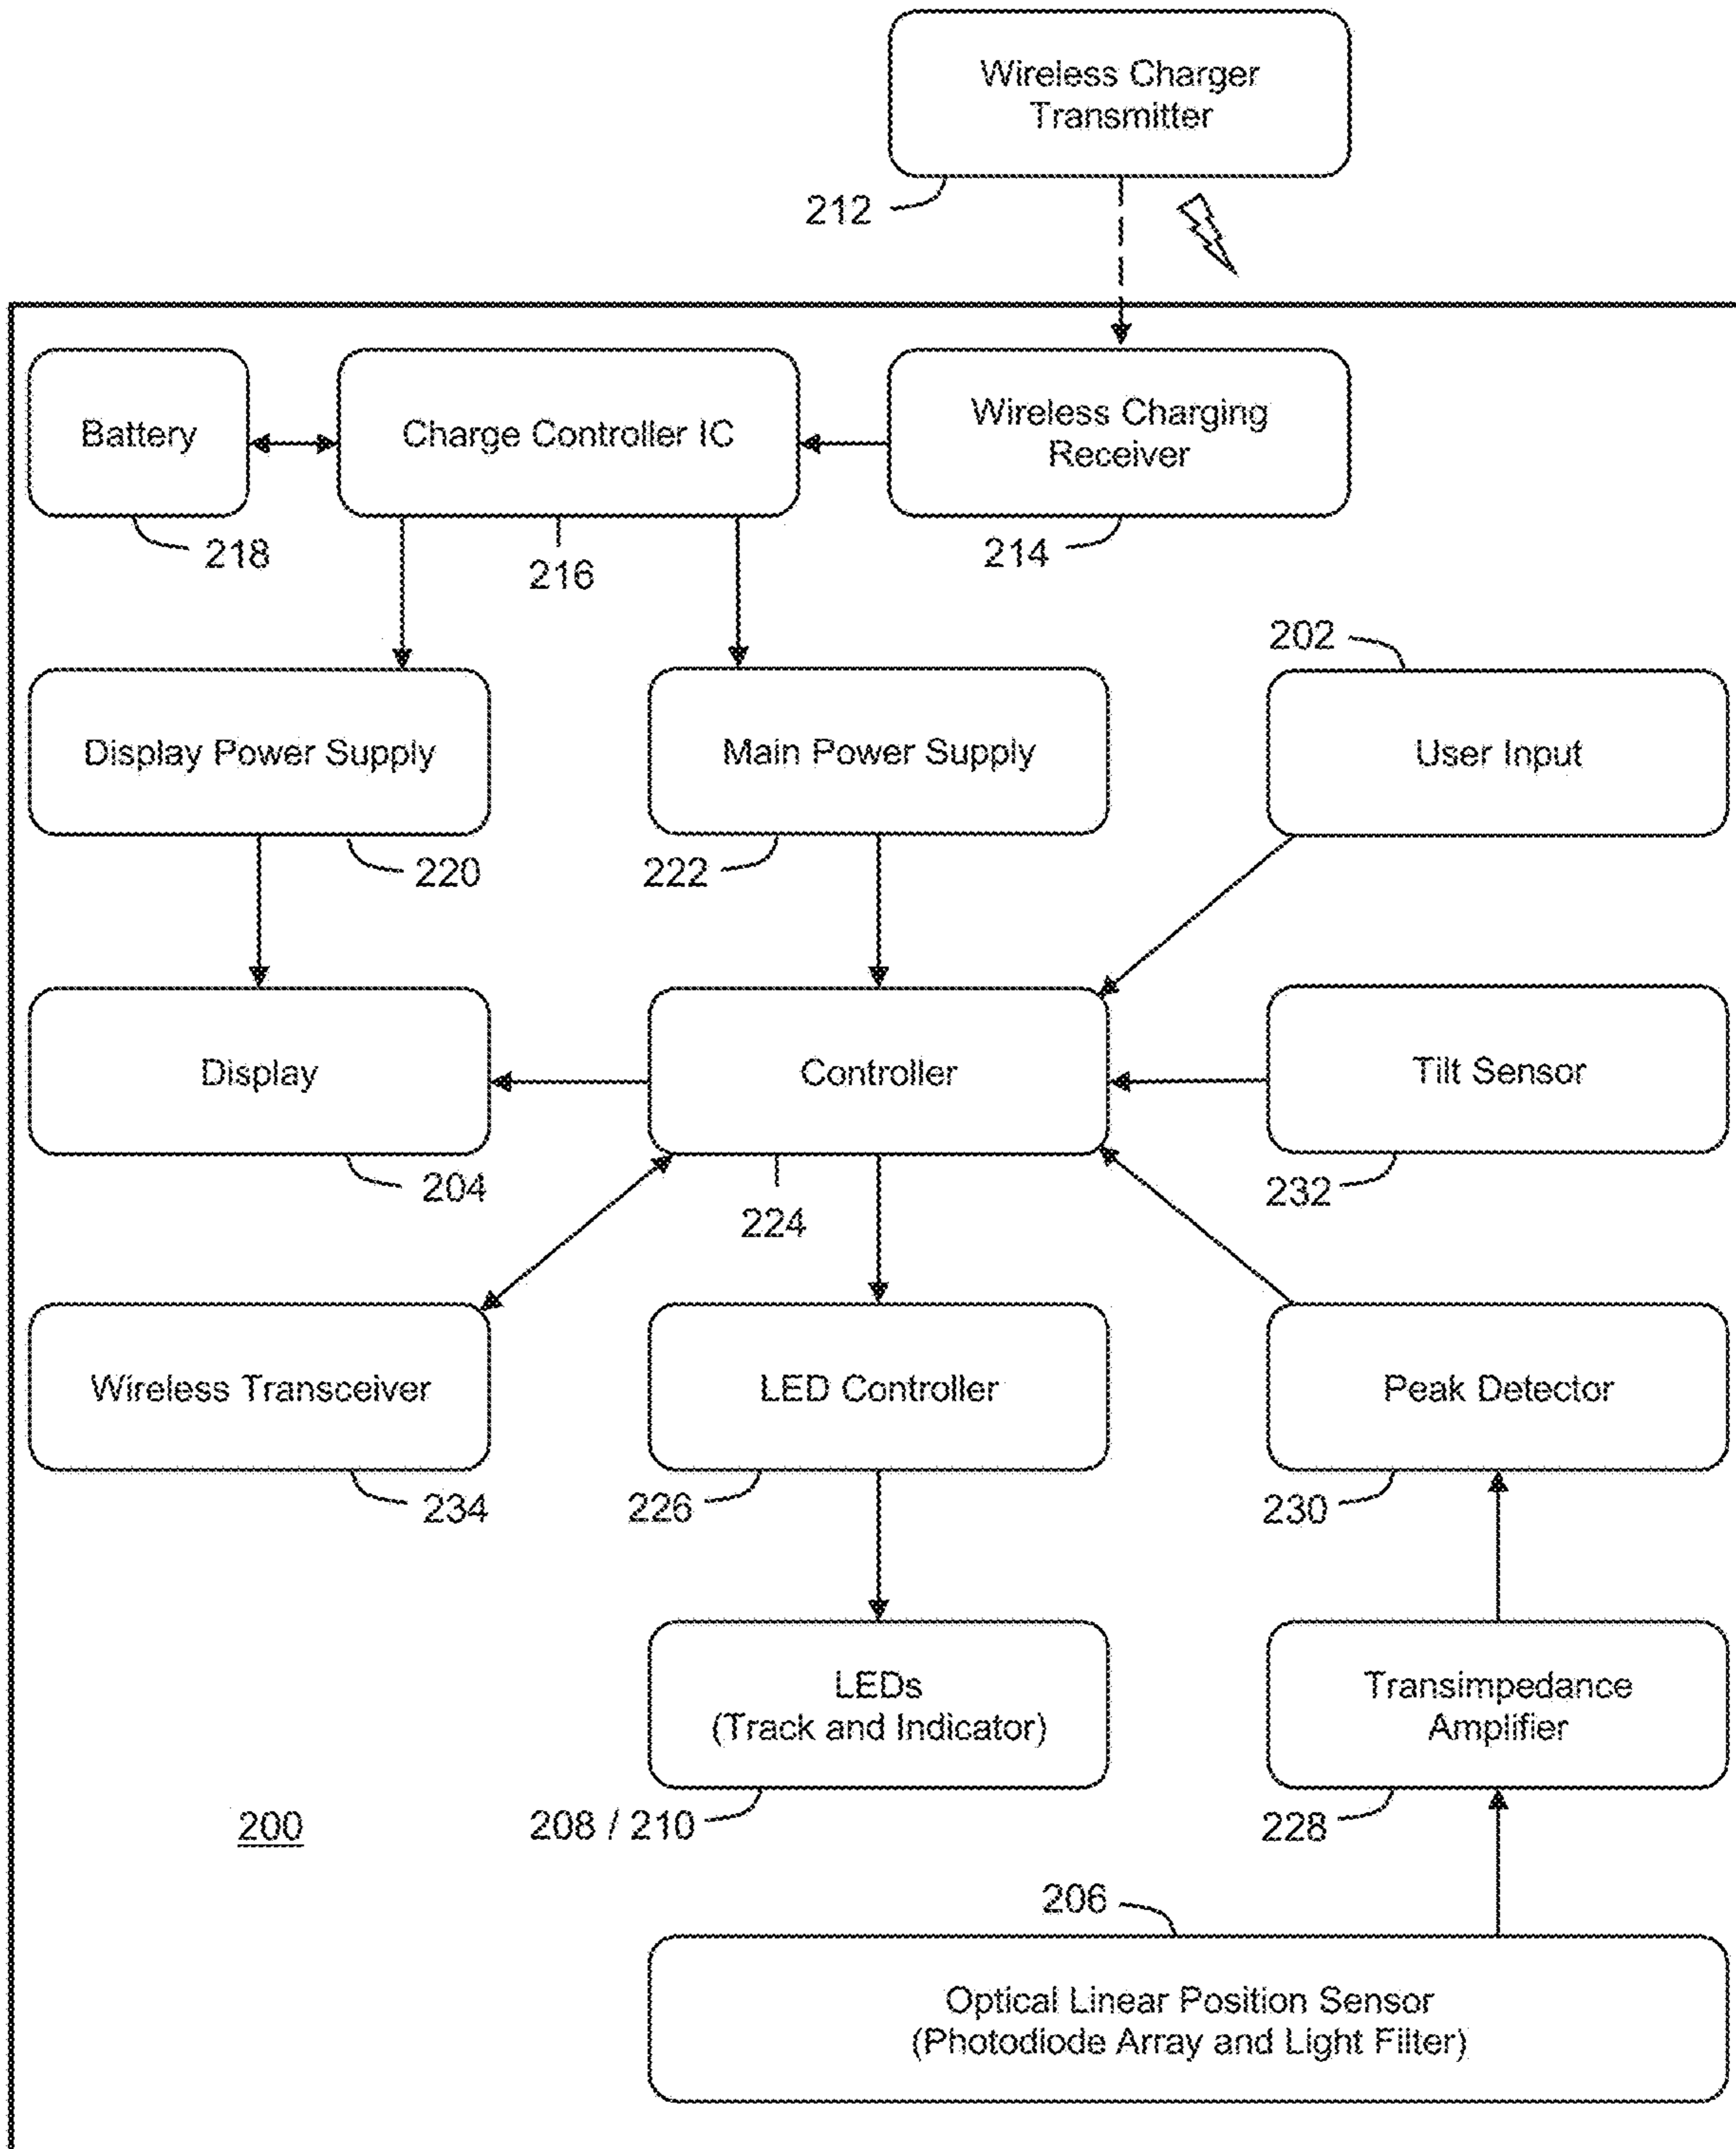 Wireless Charger
Transmitter
212
Battery
Charge Controller IC
Wireless Charging
Receiver
218
216
214
202
Display Power Supply
Main Power Supply
User Input
220
222
Display
Controller
Tilt Sensor
204
224
232
Wireless Transceiver
LED Controller
Peak Detector
234
226
230
LEDs
(Track and Indicator)
Transimpedance
Amplifier
200
208 / 210
228
206
Optical Linear Position Sensor
(Photodiode Array and Light Filter)